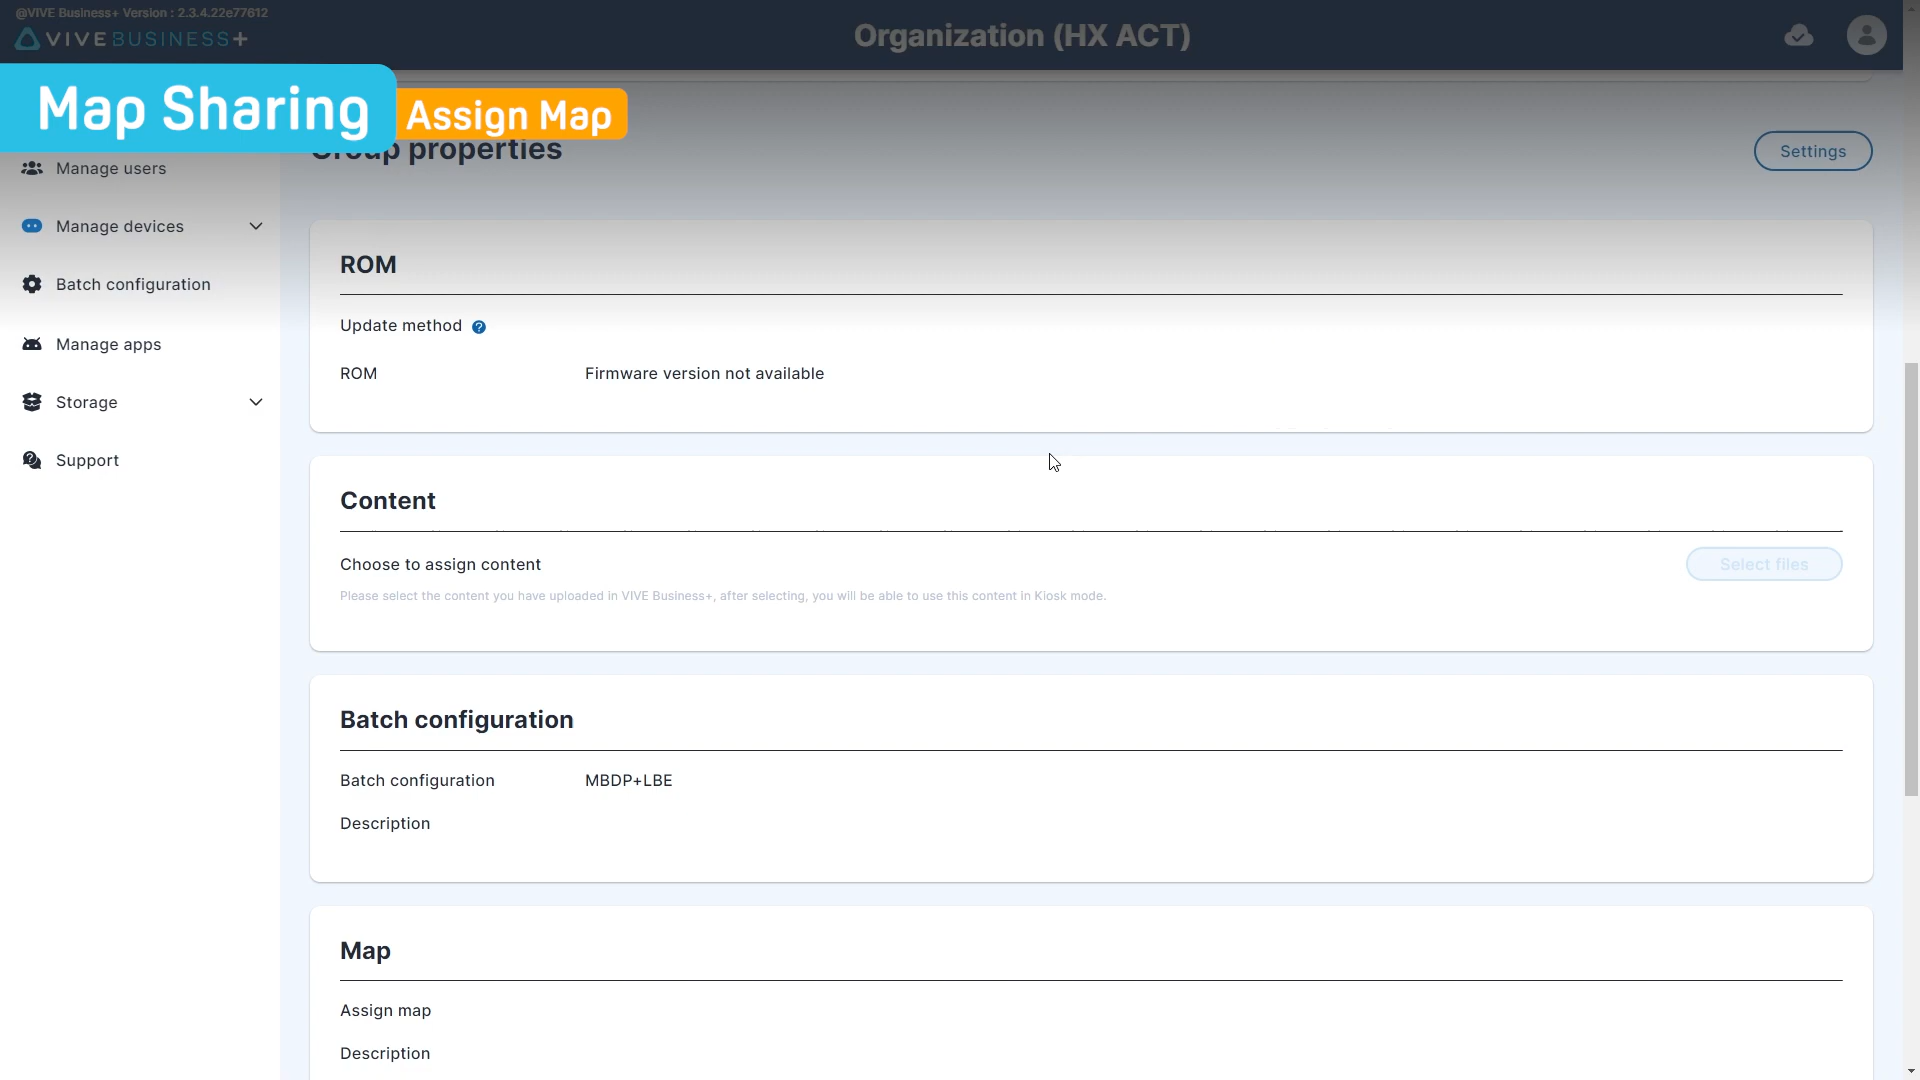 @VIVE Business+ Version : 2.3.4.22e77612
VIVE BUSINESS+
Organization (HX ACT)
Map Sharing
Assign Map
Group properties
Settings
Manage users
Manage devices
Batch configuration
Manage apps
Storage
Support
ROM
Update method ?
ROM
Firmware version not available
Content
Choose to assign content
Select files
Please select the content you have uploaded in VIVE Business+, after selecting, you will be able to use this content in Kiosk mode.
Batch configuration
Batch configuration
MBDP+LBE
Description
Map
Assign map
Description